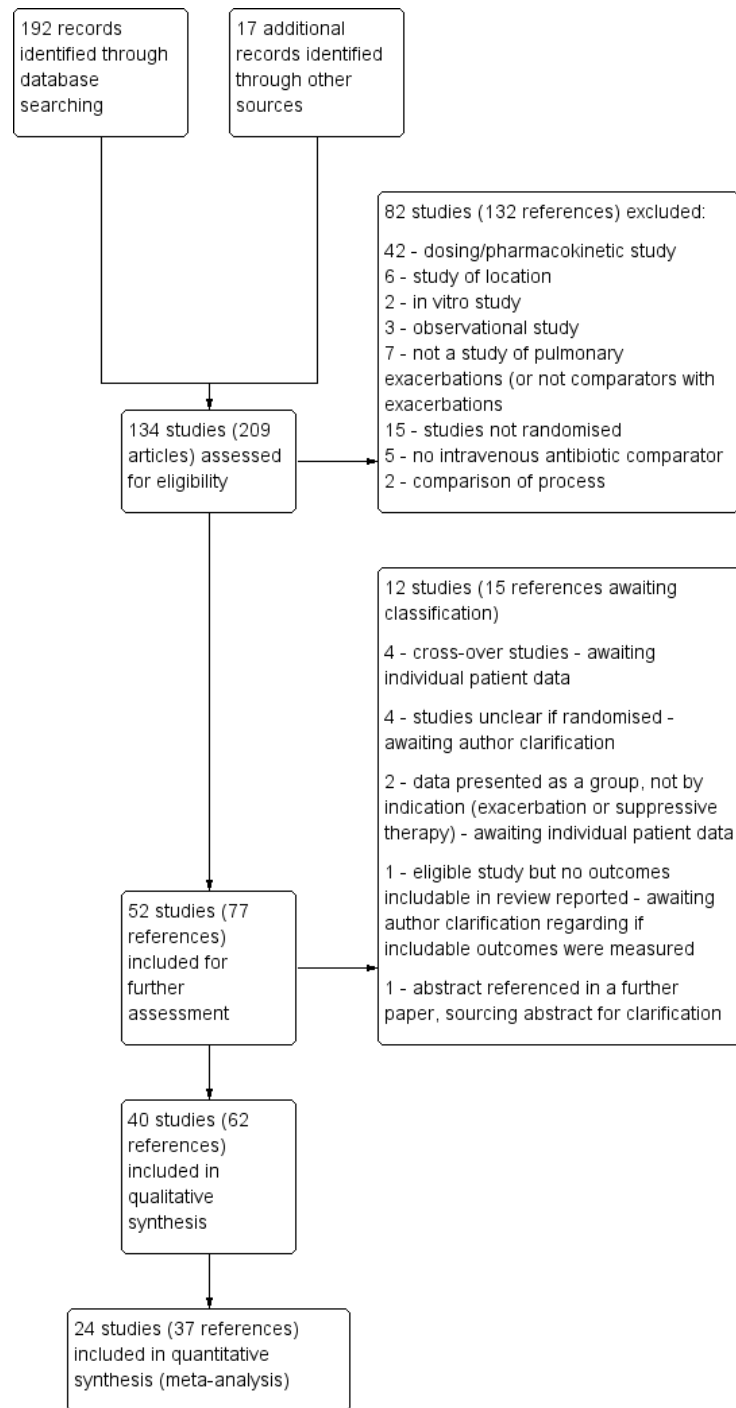 192 records
identified through
database
searching
17 additional
records identified
through other
sources
82 studies (132 references) excluded:
42 - dosing/pharmacokinetic study
6 - study of location
2 - in vitro study
3 - observational study
7 - not a study of pulmonary
exacerbations (or not comparators with
exacerbations
15 - studies not randomised
5 - no intravenous antibiotic comparator
2 - comparison of process
134 studies (209
articles) assessed
for eligibility
12 studies (15 references awaiting
classification)
4 - cross-over studies - awaiting
individual patient data
4 - studies unclear if randomised -
awaiting author clarification
2 - data presented as a group, not by
indication (exacerbation or suppressive
therapy) - awaiting individual patient data
1 - eligible study but no outcomes
includable in review reported - awaiting
author clarification regarding if
includable outcomes were measured
1 - abstract referenced in a further
paper, sourcing abstract for clarification
52 studies (77
references)
included for
further
assessment
40 studies (62
references)
included in
qualitative
synthesis
24 studies (37 references)
included in quantitative
synthesis (meta-analysis)